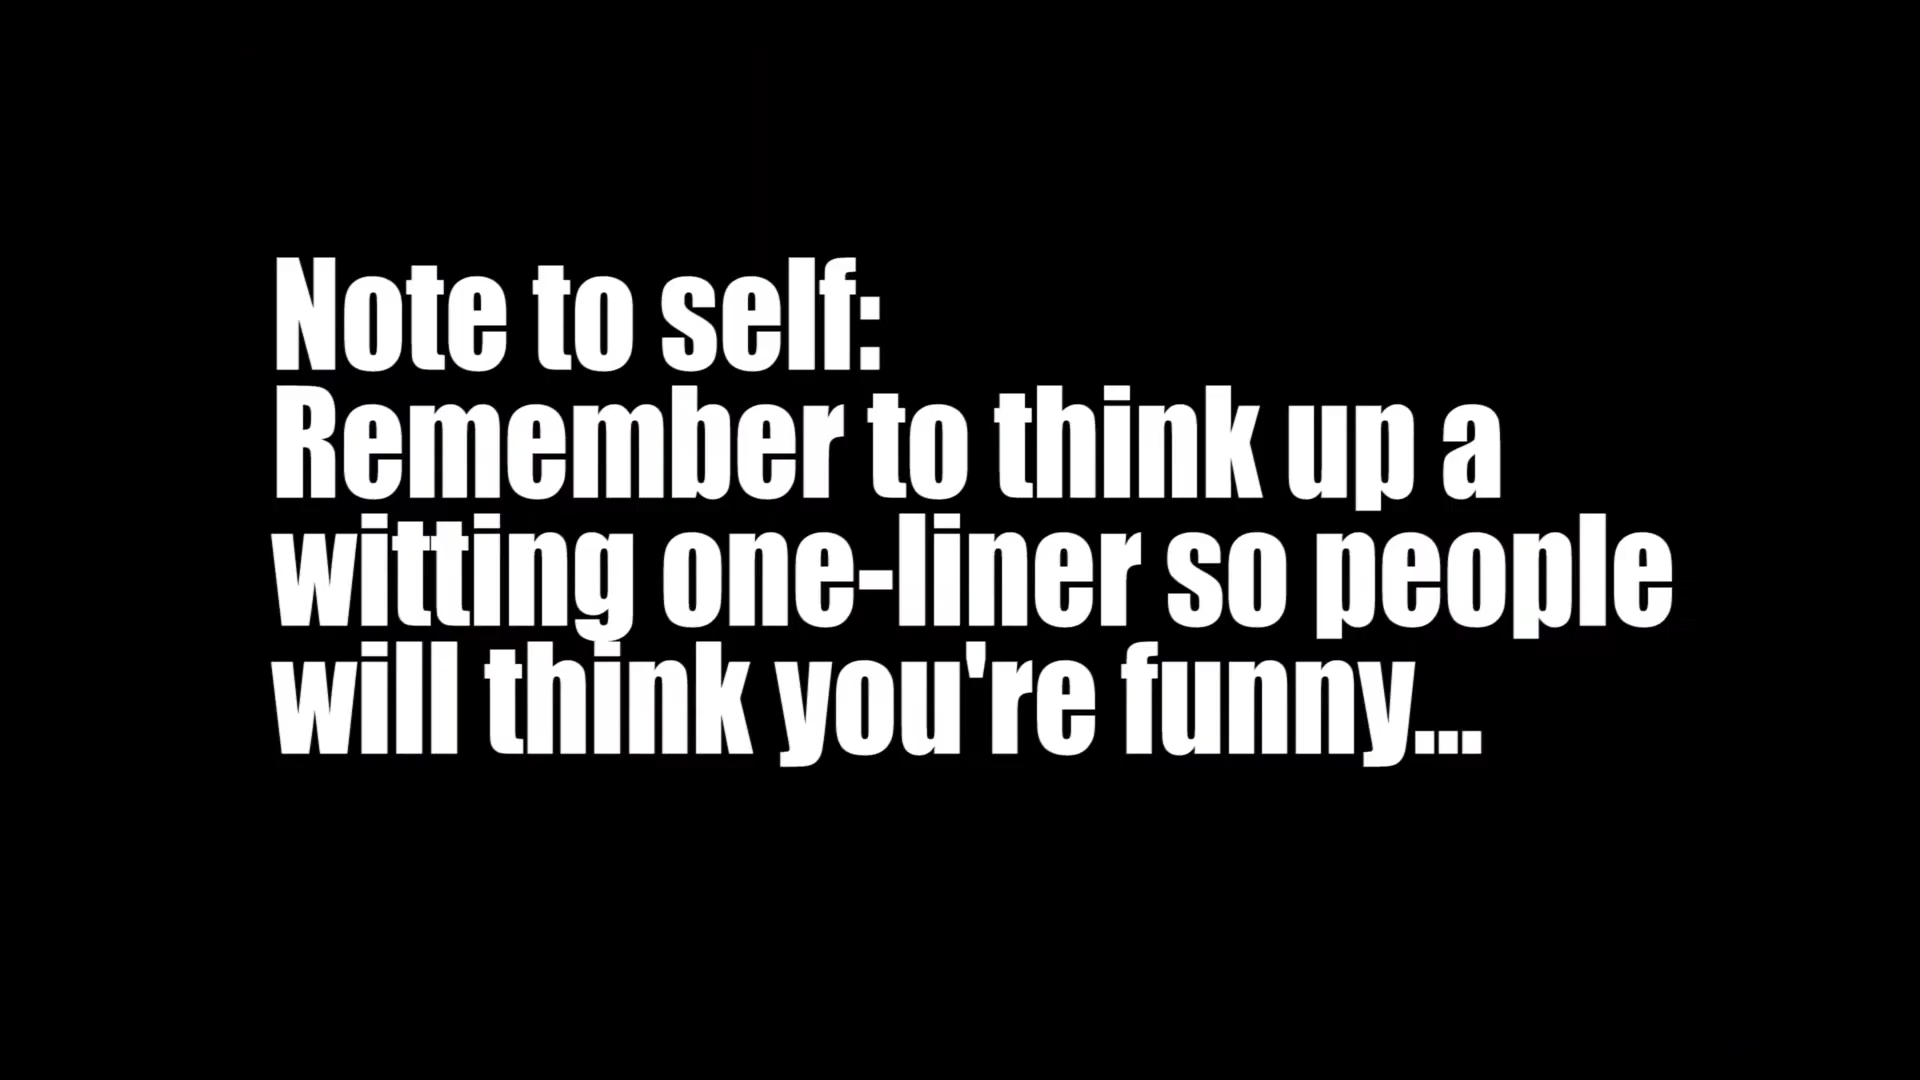 Note to self:
Remember to think up a
witting one-liner so people
will think you're funny...